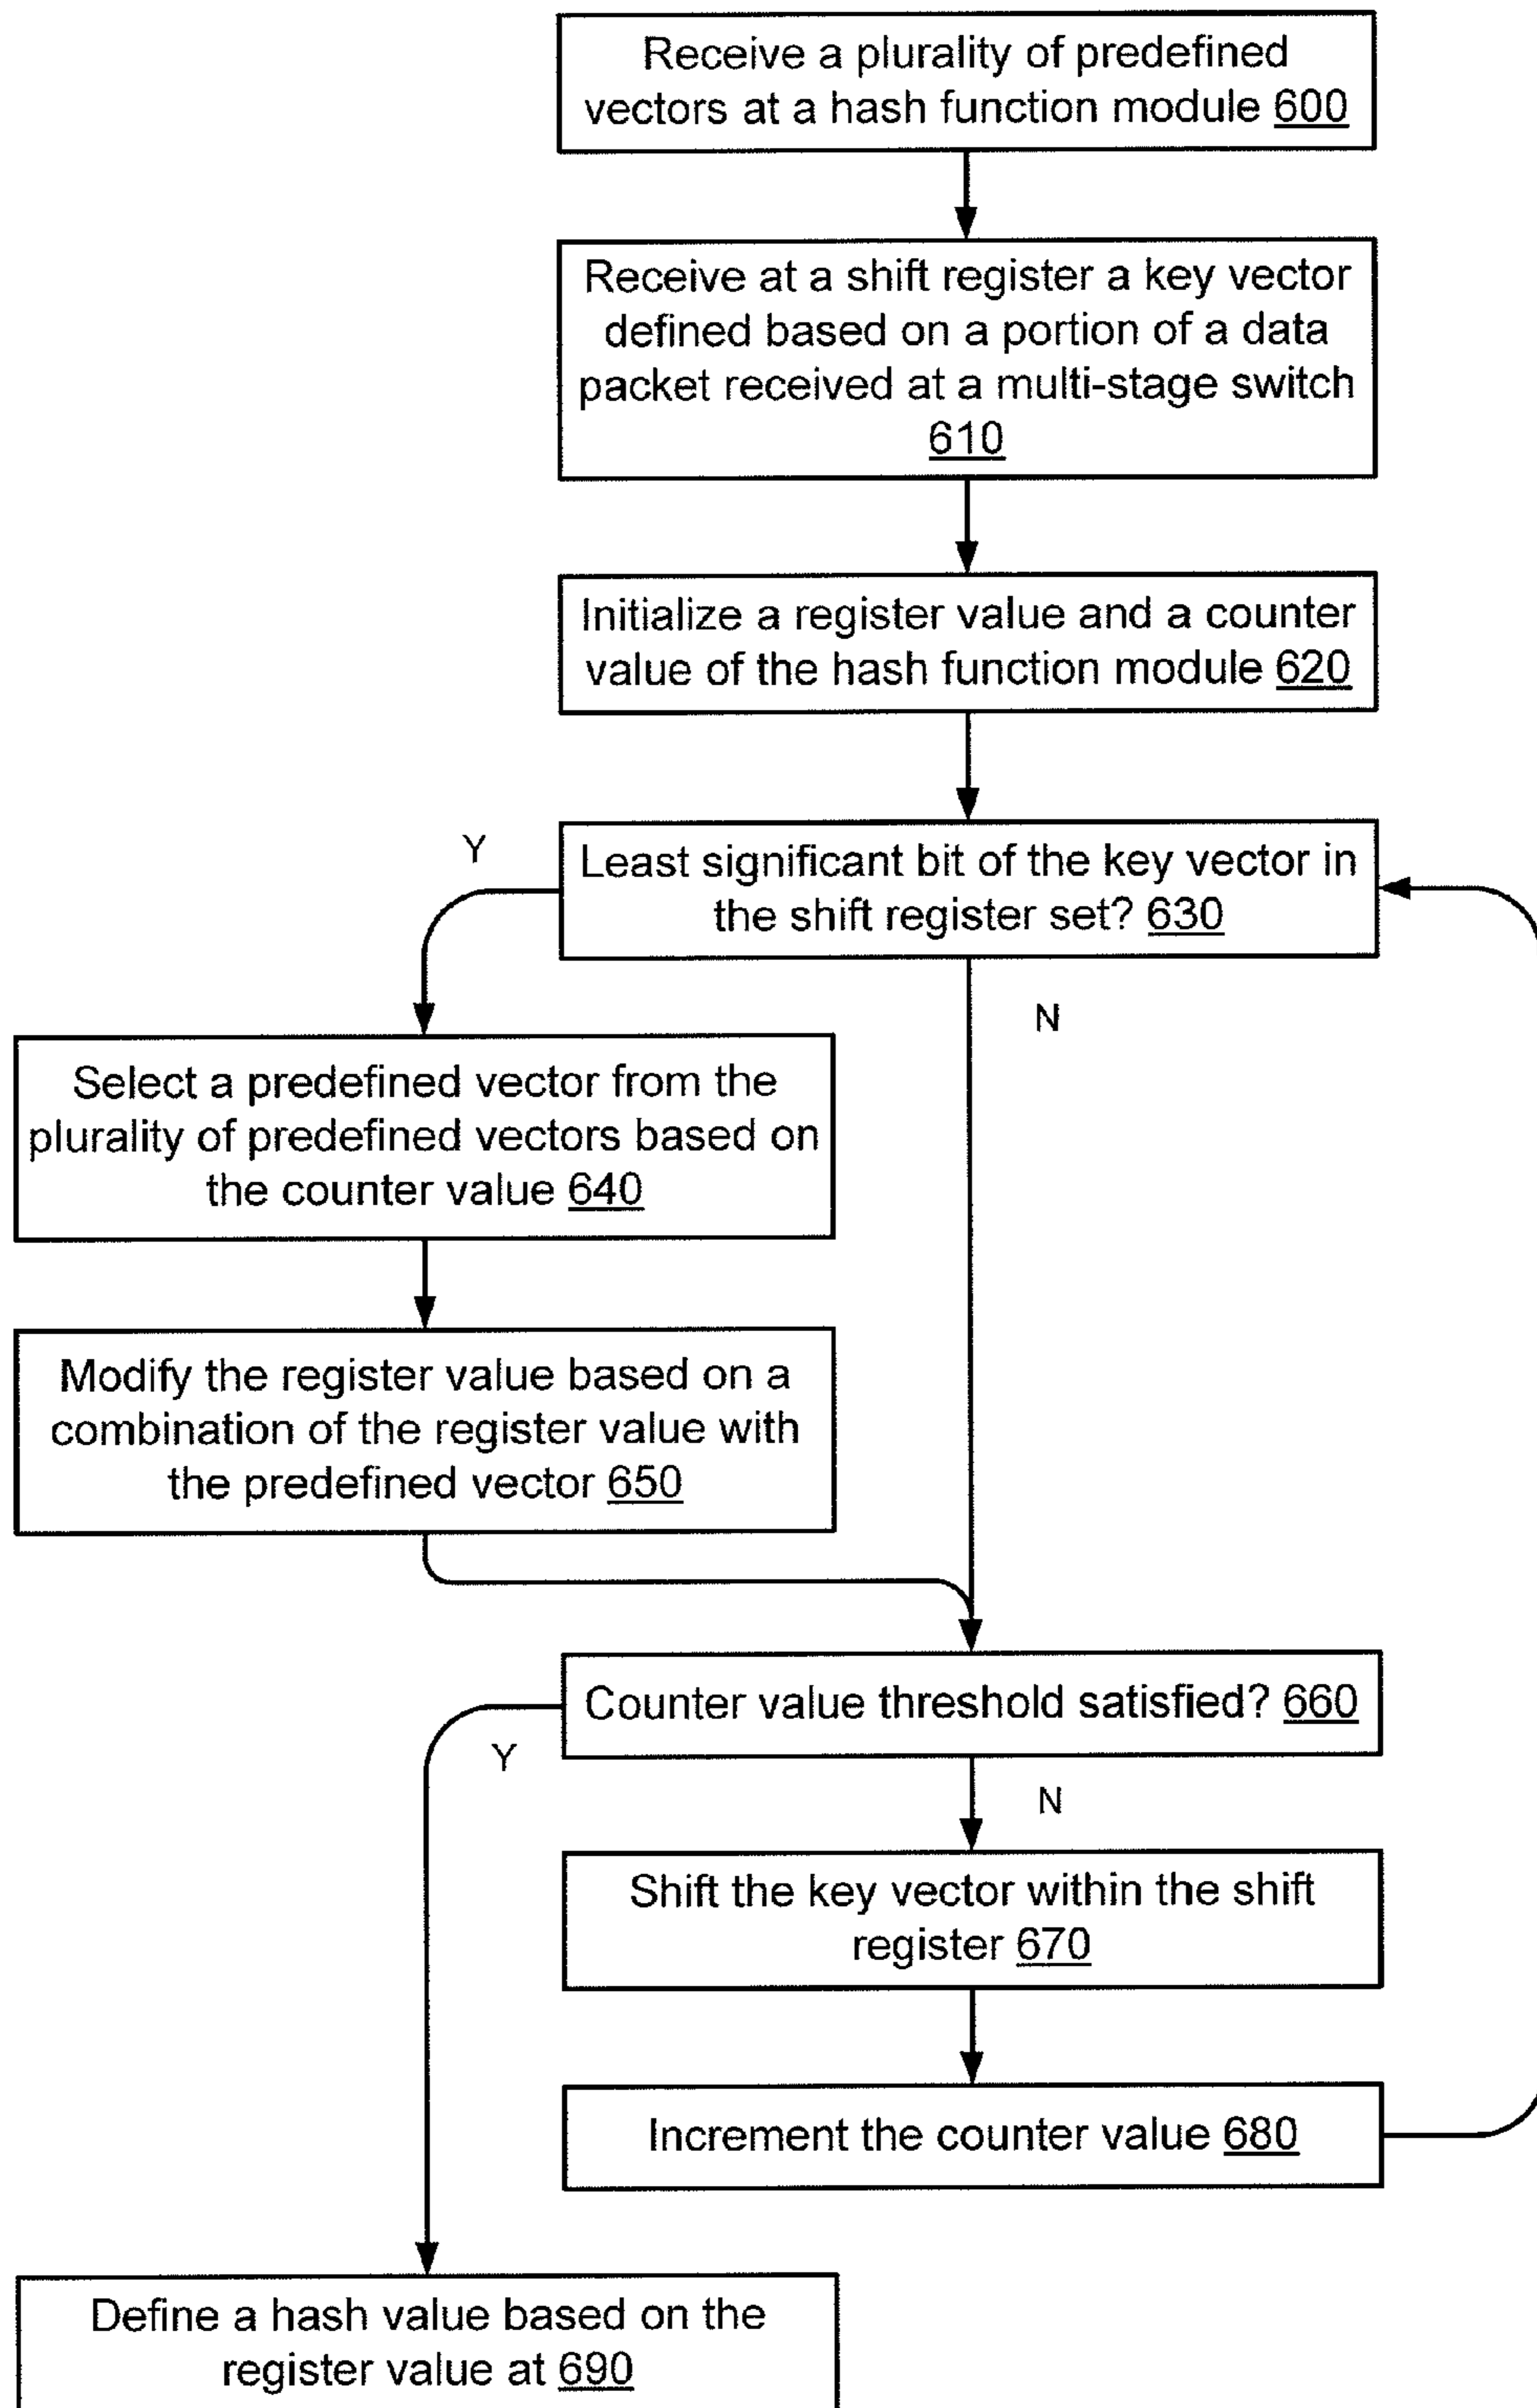 Receive a plurality of predefined
vectors at a hash function module 600
Receive at a shift register a key vector
defined based on a portion of a data
packet received at a multi-stage switch
610
Initialize a register value and a counter
value of the hash function module 620
Y
Least significant bit of the key vector in
the shift register set? 630
N
Select a predefined vector from the
plurality of predefined vectors based on
the counter value 640
Modify the register value based on a
combination of the register value with
the predefined vector 650
Counter value threshold satisfied? 660
Y
N
Shift the key vector within the shift
register 670
Increment the counter value 680
Define a hash value based on the
register value at 690